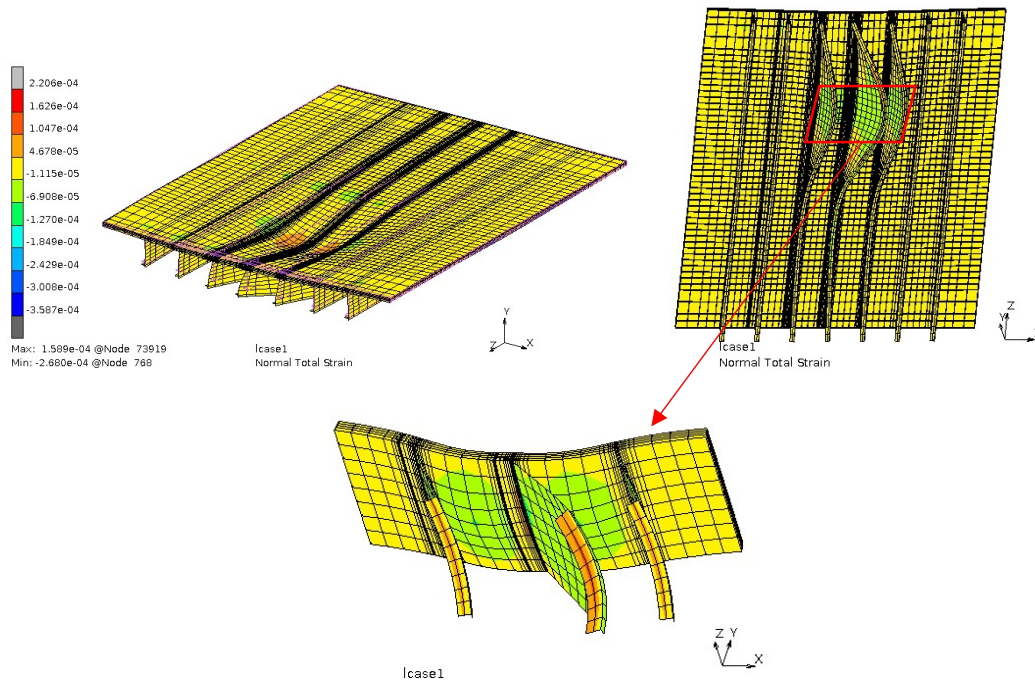 2.206e-04
1.626e-04
1.047e-04
4.678e-05
-1.115e-05
-6.908e-05
-1.270e-04
-1.849e-04
-2.429e-04
-3.008e-04
-3.587e-04
Max: 1.589e-04 @Node 73919
Min: -2.680e-04 @Node 768
lcase1
Normal Total Strain
Y
Z
X
lcase1
Normal Total Strain
Z
Y
lcase1
Z
Y
X